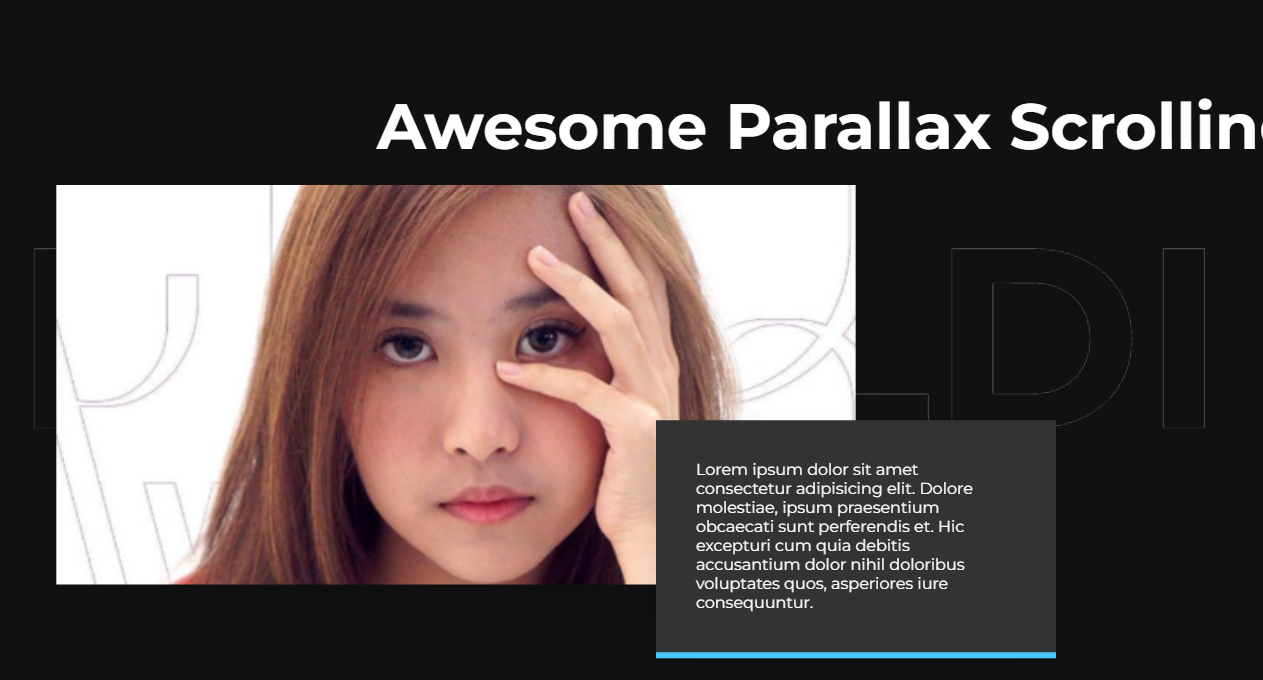 Awesome Parallax Scrollin
DI
Lorem ipsum dolor sit amet
consectetur adipisicing elit. Dolore
molestiae, ipsum praesentium
obcaecati sunt perferendis et. Hic
excepturi cum quia debitis
accusantium dolor nihil doloribus
voluptates quos, asperiores iure
consequuntur.